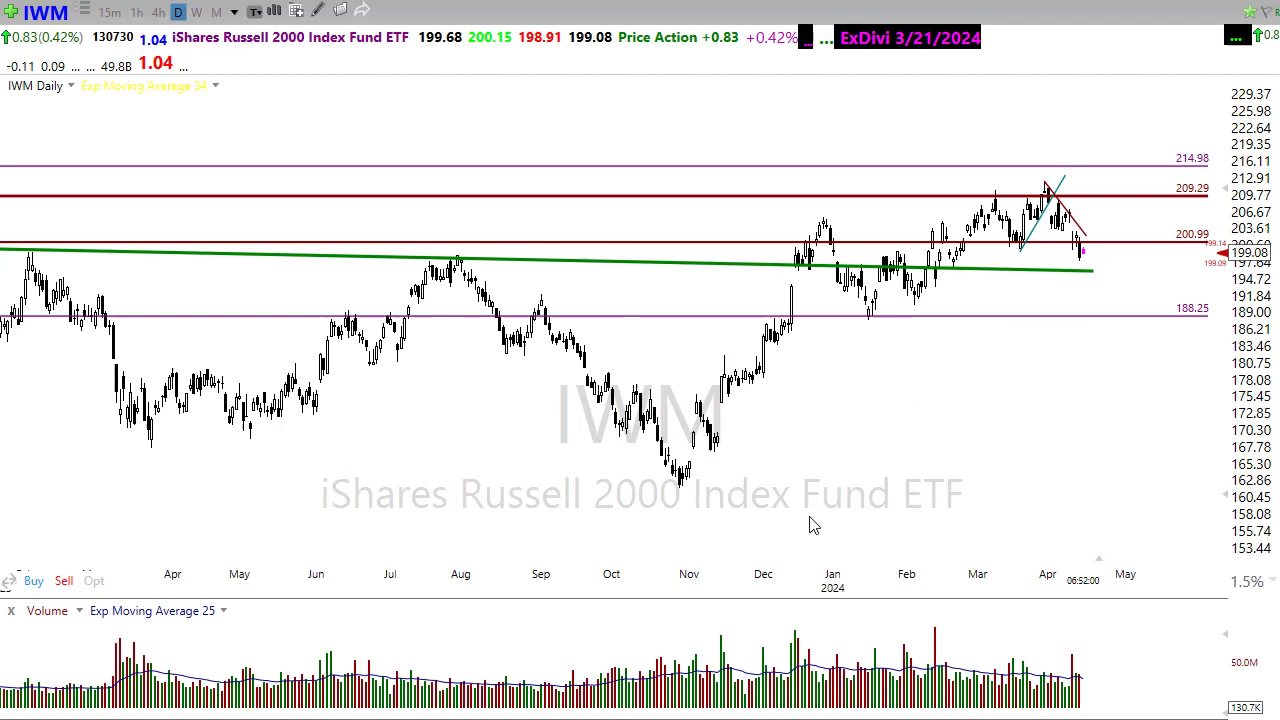 IWM 15m 1h 4h D W M T
0.83(0.42%) 130730 1.04 iShares Russell 2000 Index Fund ETF 199.68 200.15 198.91 199.08 Price Action +0.83 +0.42% ... ... ExDivi 3/21/2024 ... 0.8
-0.11 0.09 ... ... 49.8B 1.04 ...
IWM Daily Exp Moving Average 34
229.37
225.98
222.64
219.35
214.98 216.11
212.91
209.29 209.77
206.67
200.99 203.61
199.14
199.08
199.09
194.72
191.84
188.25 189.00
186.21
183.46
180.75
178.08
175.45
172.85
170.30
167.78
165.30
162.86
160.45
158.08
155.74
153.44
IWM
iShares Russell 2000 Index Fund ETF
Apr May Jun Jul Aug Sep Oct Nov Dec Jan Feb Mar Apr 06:52:00 May
2024
Buy Sell Opt 1.5%
X Volume Exp Moving Average 25
50.0M
130.7K